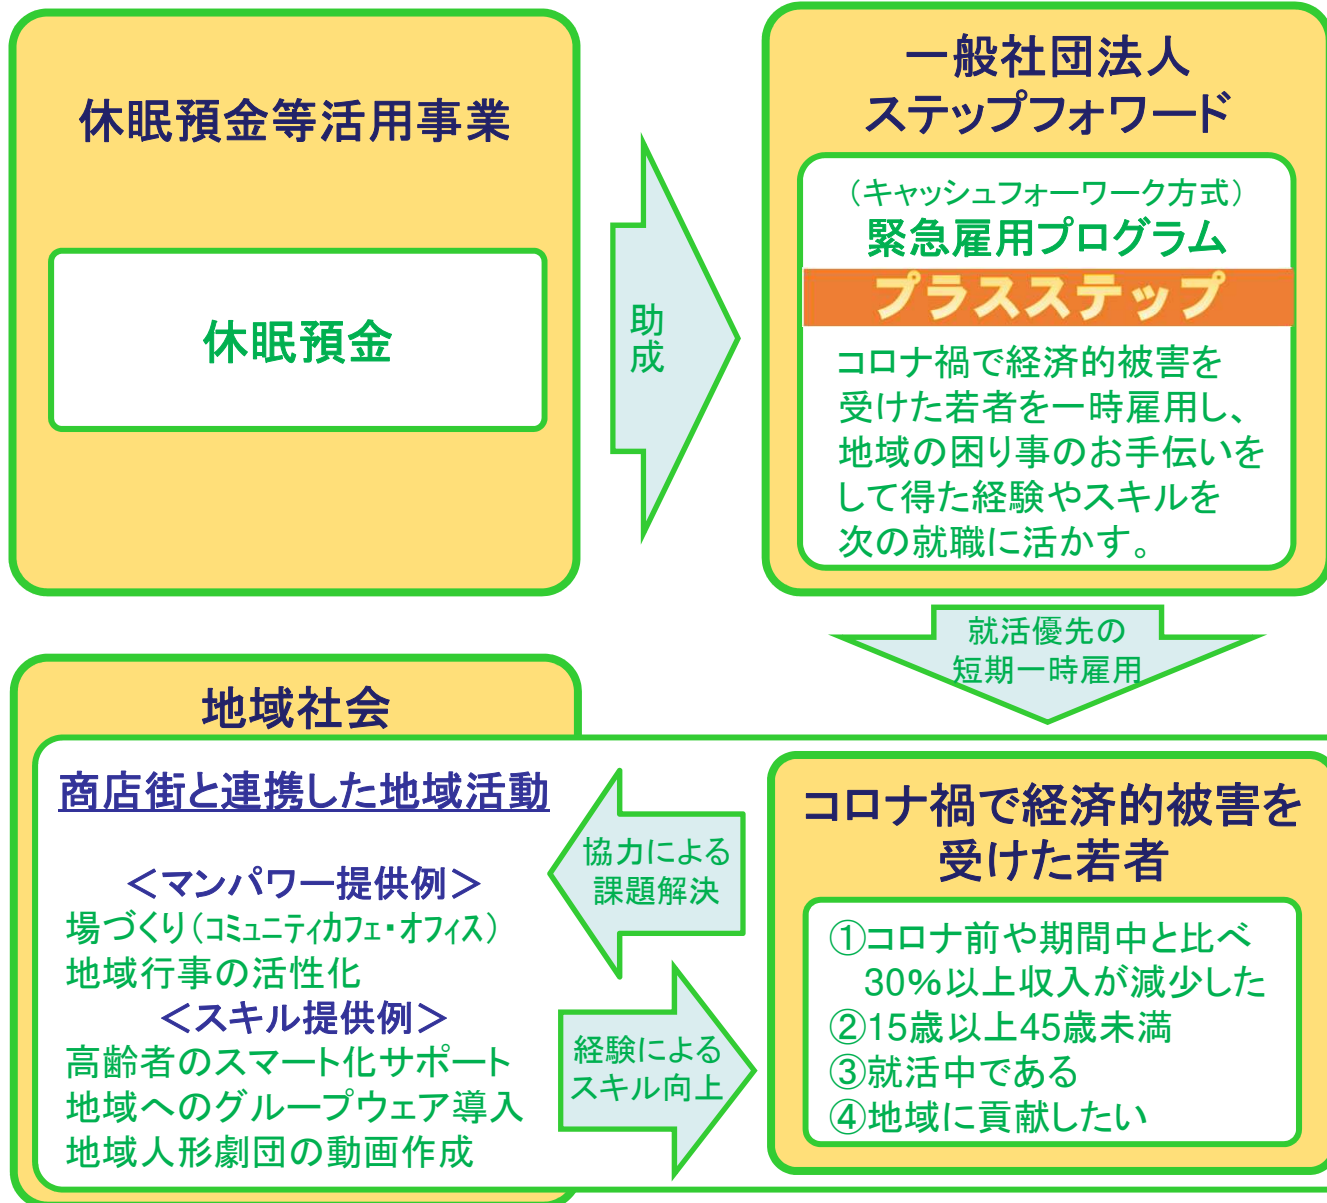 休眠預金等活用事業
休眠預金
助
成
一般社団法人
ステップフォワード
（キャッシュフォーワーク方式）
緊急雇用プログラム
プラスステップ
コロナ禍で経済的被害を
受けた若者を一時雇用し、
地域の困り事のお手伝いを
して得た経験やスキルを
次の就職に活かす。
就活優先の
短期一時雇用
地域社会
商店街と連携した地域活動
＜マンパワー提供例＞
場づくり（コミュニティカフェ・オフィス）
地域行事の活性化
＜スキル提供例＞
高齢者のスマート化サポート
地域へのグループウェア導入
地域人形劇団の動画作成
協力による
課題解決
経験による
スキル向上
コロナ禍で経済的被害を
受けた若者
①コロナ前や期間中と比べ
30%以上収入が減少した
②15歳以上45歳未満
③就活中である
④地域に貢献したい